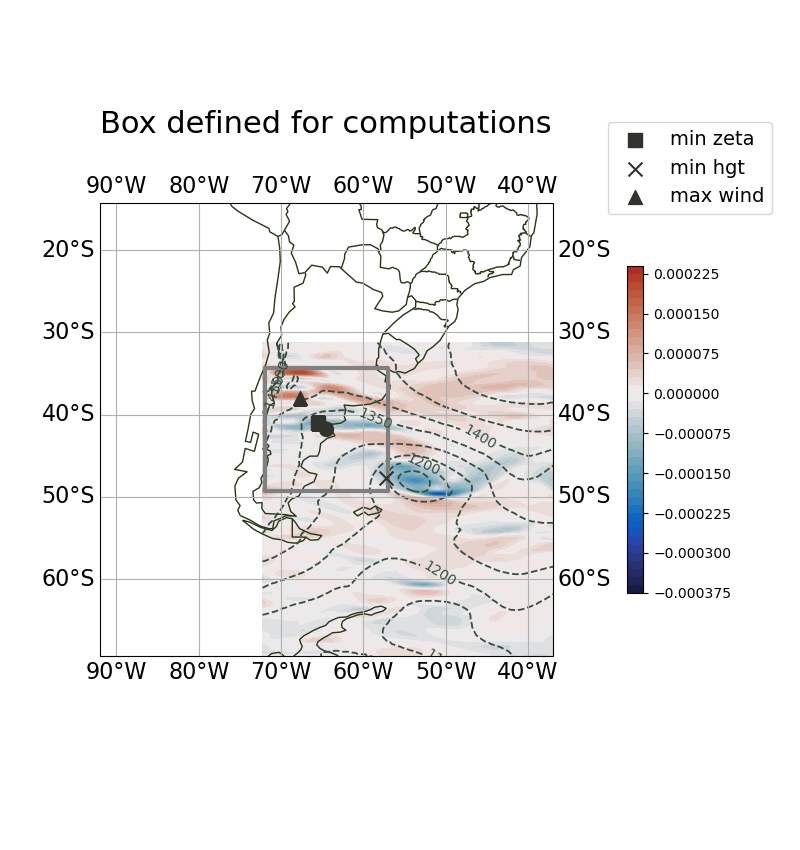 Box defined for computations
min zeta
min hgt
max wind
90°W 80°W 70°W 60°W 50°W 40°W
20°S 20°S
30°S 30°S
40°S 40°S
50°S 50°S
60°S 60°S
1350
1400
1200
1200
90°W 80°W 70°W 60°W 50°W 40°W
0.000225
0.000150
0.000075
0.000000
−0.000075
−0.000150
−0.000225
−0.000300
−0.000375